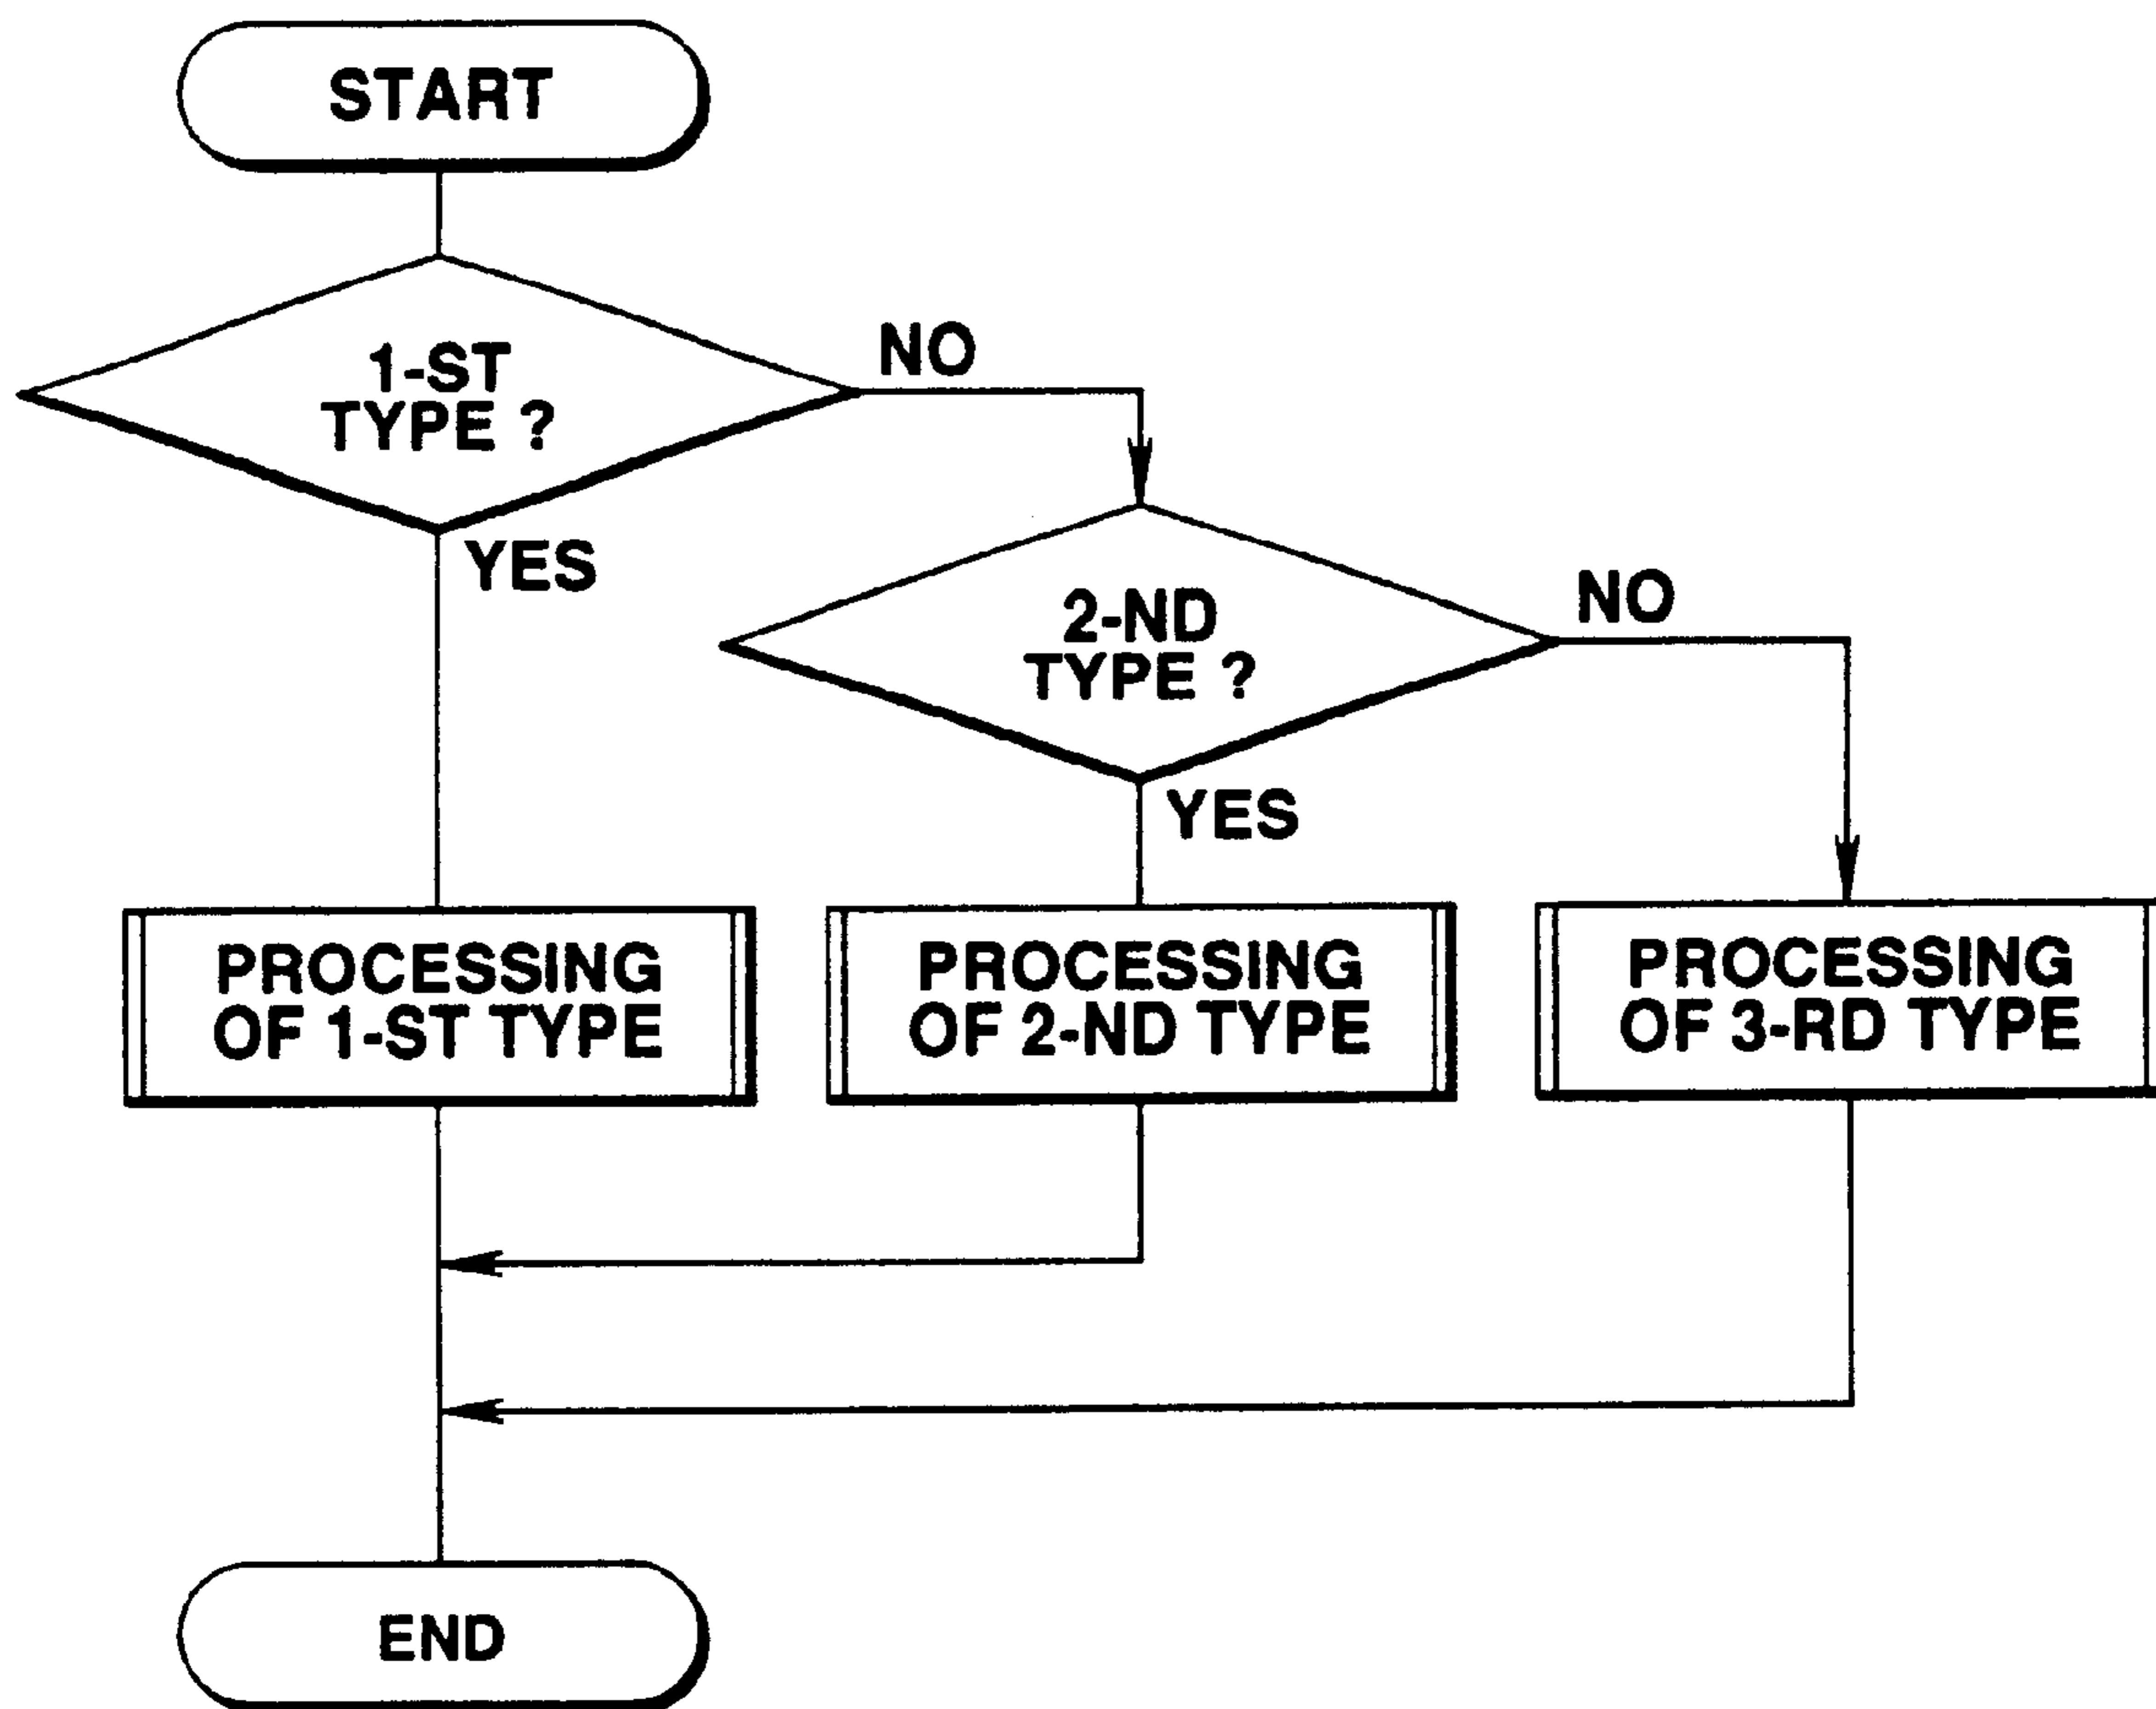 START
1-ST
TYPE ?
NO
YES
2-ND
TYPE ?
NO
YES
PROCESSING
OF 1-ST TYPE
PROCESSING
OF 2-ND TYPE
PROCESSING
OF 3-RD TYPE
END